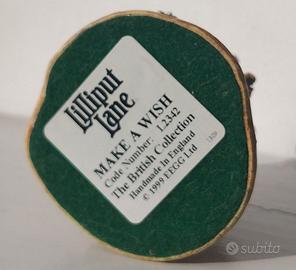 Lilliput
Lane
MAKE A WISH
Code Number: L2342
The British Collection
Handmade In England
© 1999 EEGG Ltd
subito